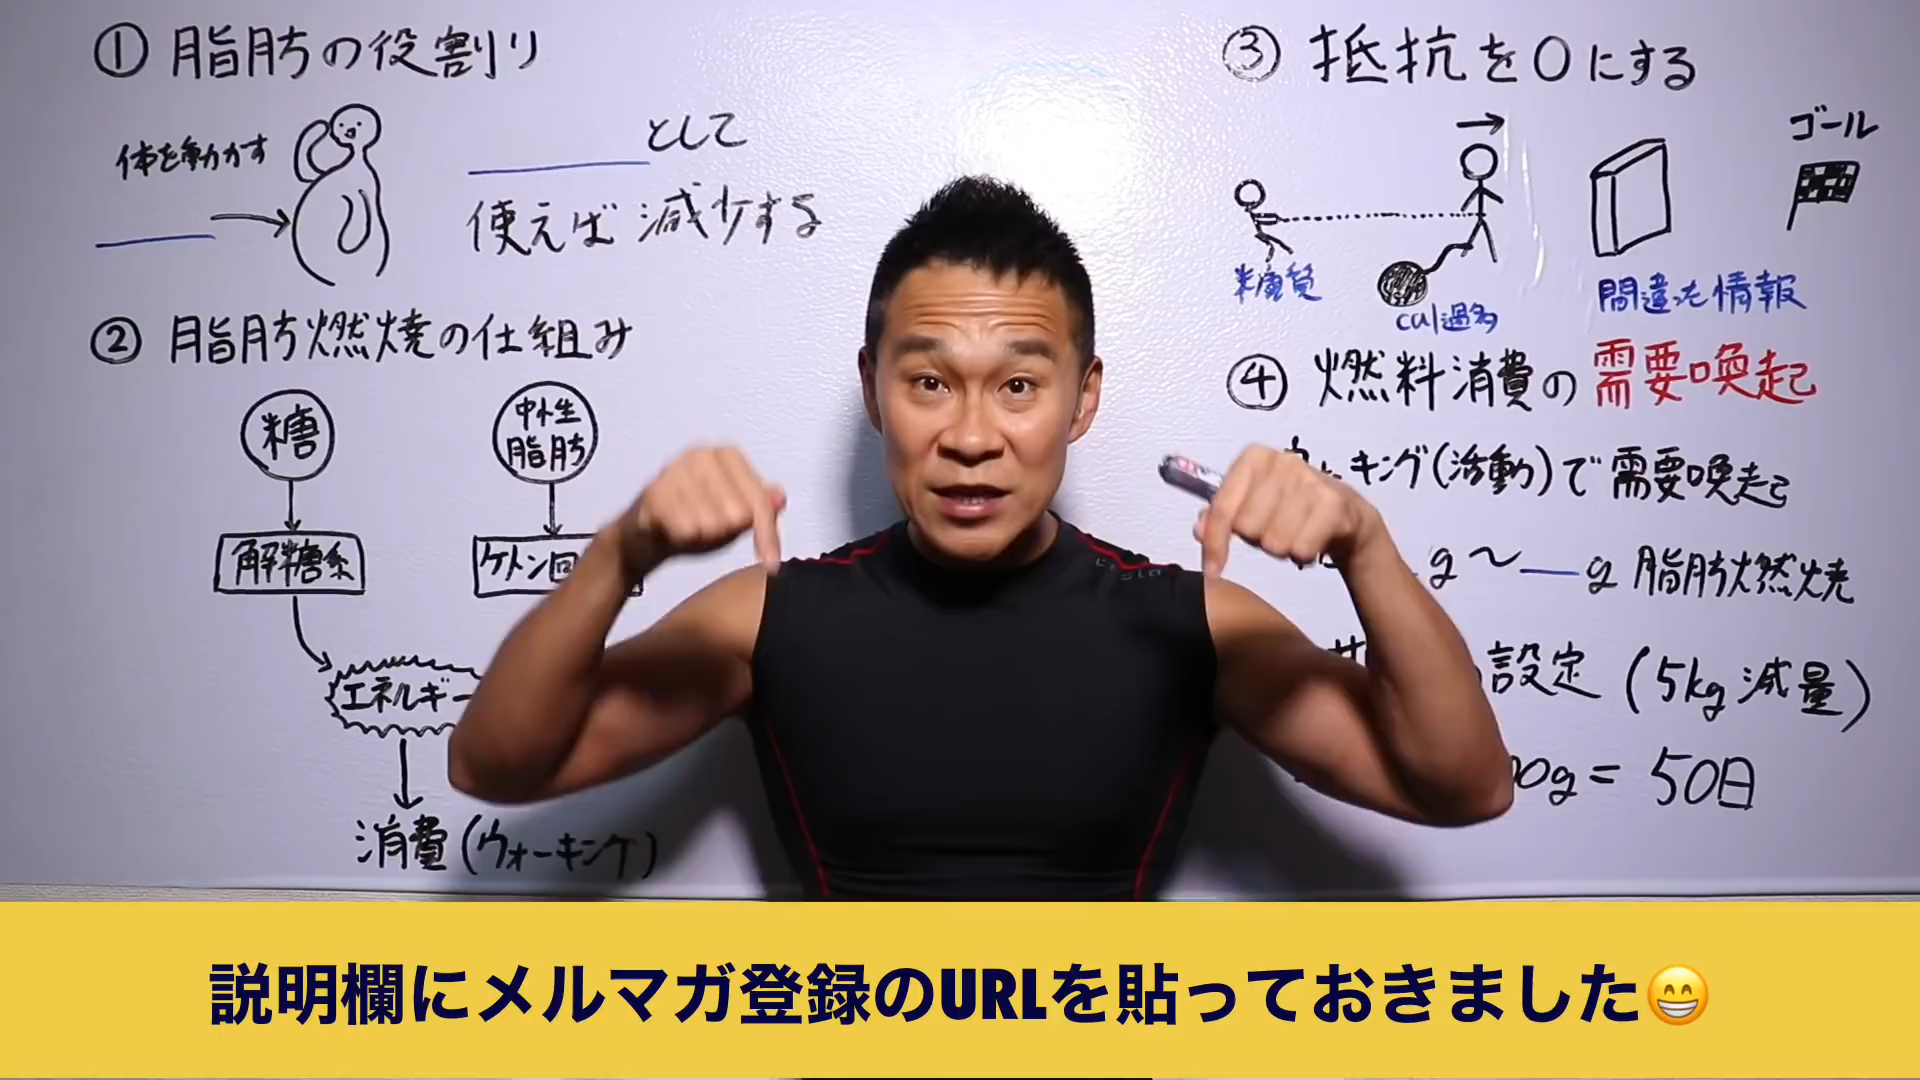 ① 脂肪の役割り
体を動かす
として
使えば 減少する
② 脂肪燃焼の仕組み
糖
中性
脂肪
解糖系
ケトン回
エネルギー
消費(ウォーキング)
③ 抵抗を0にする
ゴール
糖質
cal過多
間違った情報
④ 燃料消費の需要喚起
キング(活動)で需要喚起
g〜 g 脂肪燃焼
設定 (5kg減量)
00g = 50日
説明欄にメルマガ登録のURLを貼っておきました😁